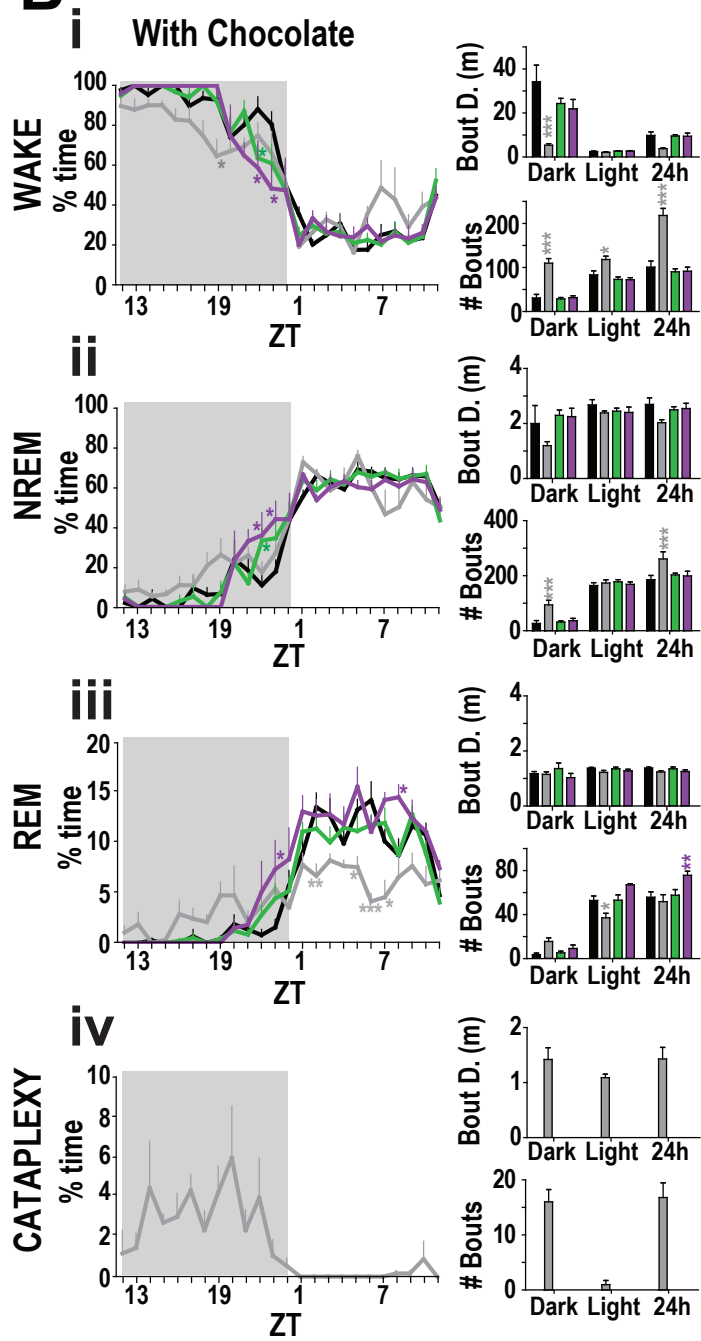 B
i With Chocolate
WAKE
% time
100
80
60
40
20
0
13 19 1 7
ZT
*
*
*
*
Bout D. (m)
40
20
0
***
Dark Light 24h
# Bouts
200
100
0
***
*
***
Dark Light 24h
ii
NREM
% time
100
80
60
40
20
0
13 19 1 7
ZT
*
*
*
Bout D. (m)
4
2
0
Dark Light 24h
# Bouts
400
200
0
***
***
Dark Light 24h
iii
REM
% time
20
15
10
5
0
13 19 1 7
ZT
*
**
*
***
*
*
Bout D. (m)
4
2
0
Dark Light 24h
# Bouts
80
40
0
*
**
Dark Light 24h
iv
CATAPLEXY
% time
10
8
6
4
2
0
13 19 1 7
ZT
Bout D. (m)
2
1
0
Dark Light 24h
# Bouts
20
10
0
Dark Light 24h